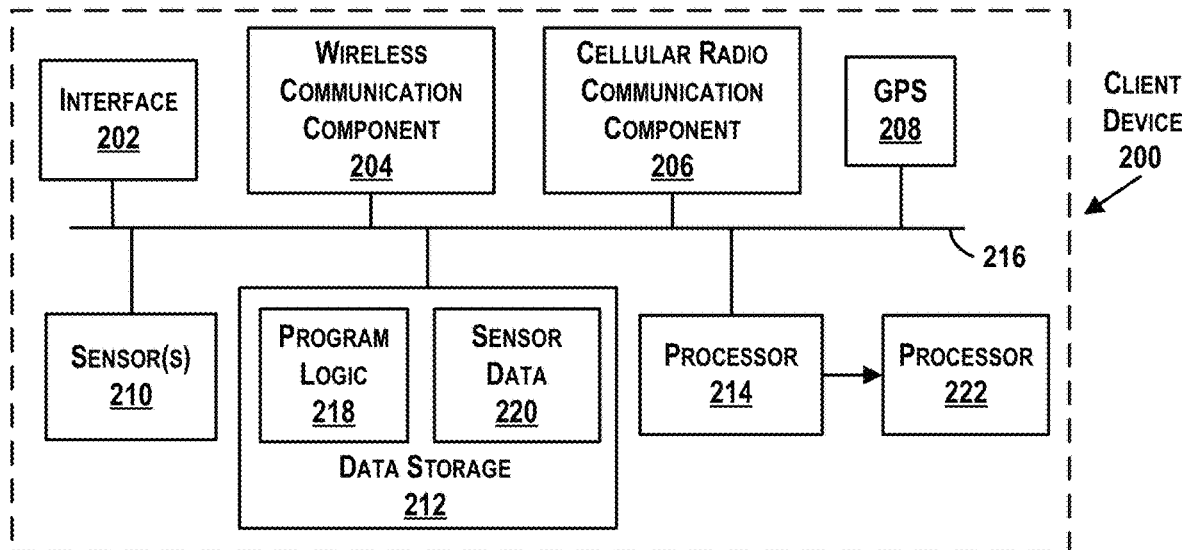 INTERFACE
202
WIRELESS
COMMUNICATION
COMPONENT
204
CELLULAR RADIO
COMMUNICATION
COMPONENT
206
GPS
208
CLIENT
DEVICE
200
216
SENSOR(S)
210
PROGRAM
LOGIC
218
SENSOR
DATA
220
DATA STORAGE
212
PROCESSOR
214
PROCESSOR
222